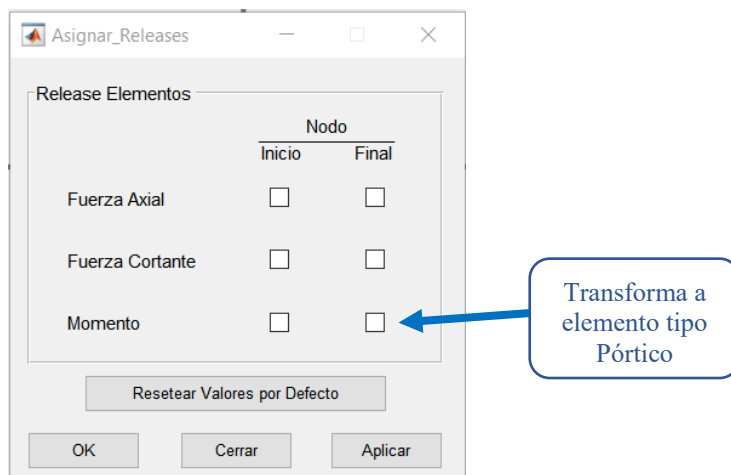 Asignar_Releases
Release Elementos
Nodo
Inicio Final
Fuerza Axial
Fuerza Cortante
Momento
Transforma a
elemento tipo
Pórtico
Resetear Valores por Defecto
OK Cerrar Aplicar